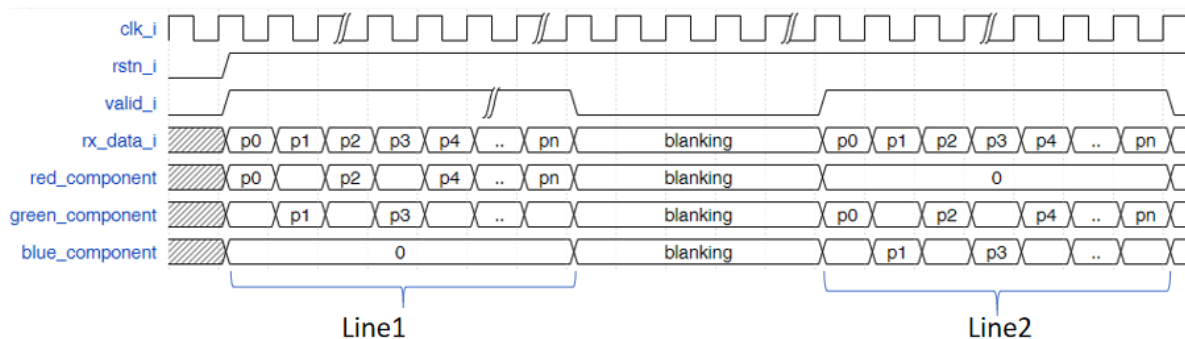 clk_i
rstn_i
valid_i
rx_data_i p0 p1 p2 p3 p4 .. pn blanking p0 p1 p2 p3 p4 .. pn
red_component p0 p2 p4 .. pn blanking 0
green_component p1 p3 .. blanking p0 p2 p4 .. pn
blue_component 0 blanking p1 p3 ..
Line1 Line2